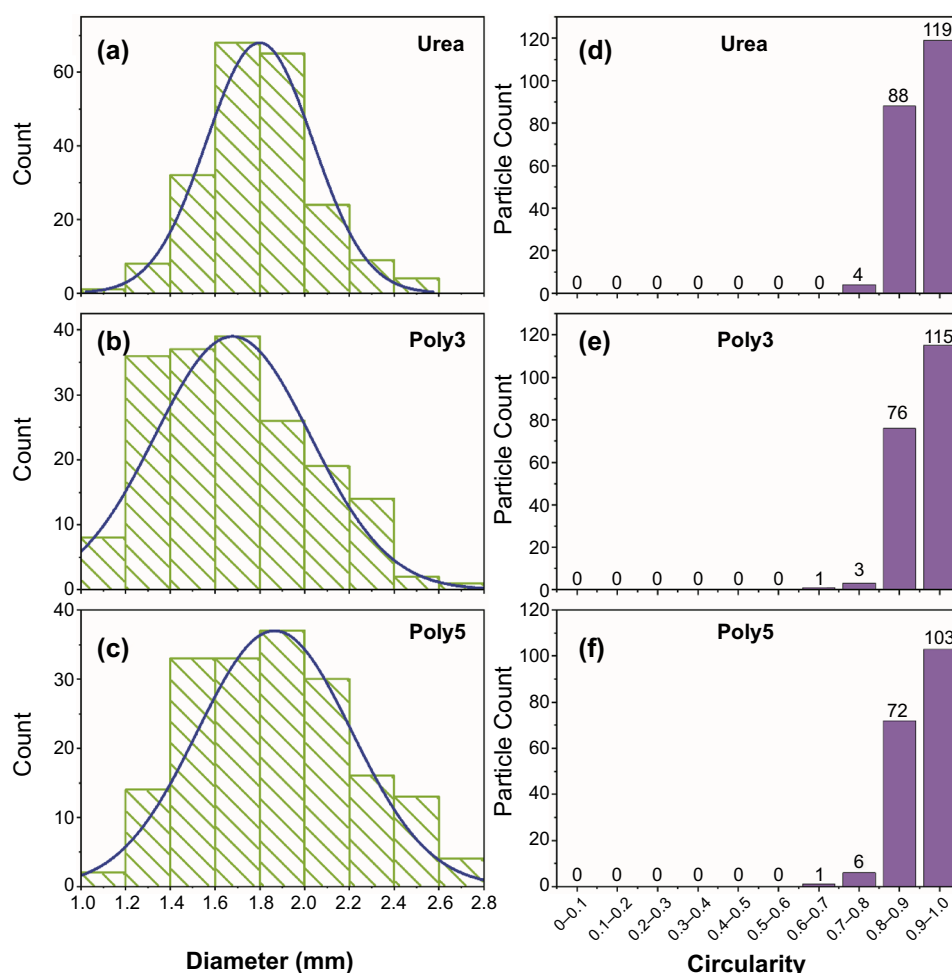 (a)
Urea
Count
60
40
20
0
(b)
Poly3
Count
40
30
20
10
0
(c)
Poly5
Count
40
30
20
10
0
1.0 1.2 1.4 1.6 1.8 2.0 2.2 2.4 2.6 2.8
Diameter (mm)
(d)
Urea
Particle Count
120
100
80
60
40
20
0
0 0 0 0 0 0 0 4 88 119
(e)
Poly3
Particle Count
120
100
80
60
40
20
0
0 0 0 0 0 0 1 3 76 115
(f)
Poly5
Particle Count
120
100
80
60
40
20
0
0 0 0 0 0 0 1 6 72 103
0–0.1 0.1–0.2 0.2–0.3 0.3–0.4 0.4–0.5 0.5–0.6 0.6–0.7 0.7–0.8 0.8–0.9 0.9–1.0
Circularity